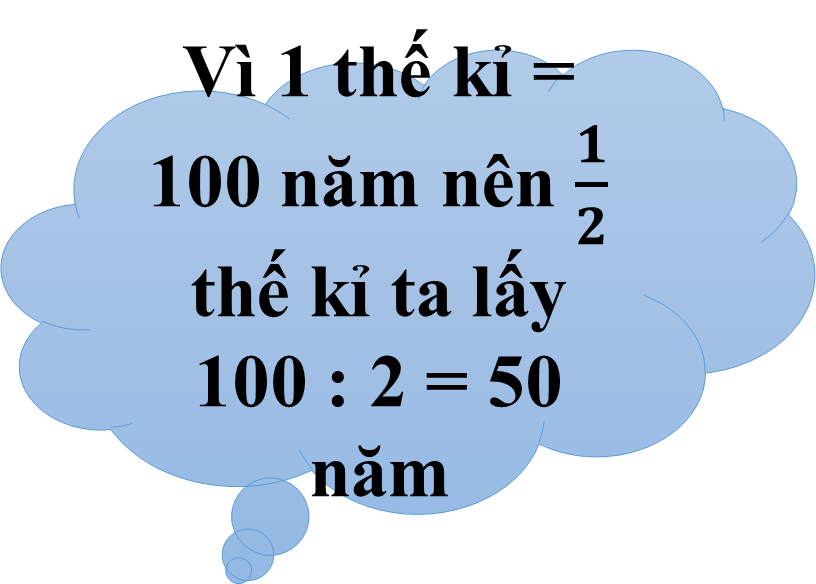 Vì 1 thế kỉ =
100 năm nên 1/2
thế kỉ ta lấy
100 : 2 = 50
năm